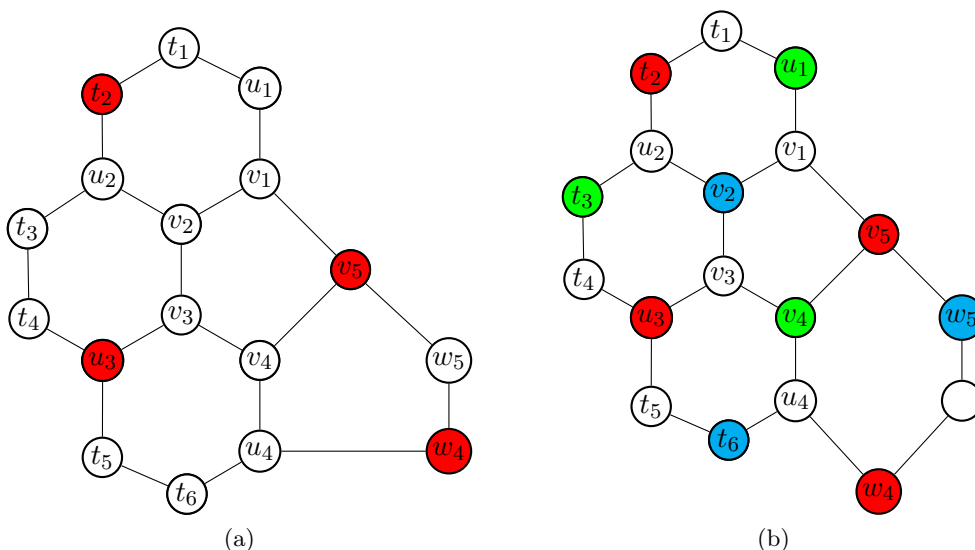 t₁
u₁
t₂
u₂
v₁
v₂
t₃
t₄
v₃
v₅
u₃
v₄
w₅
t₅
u₄
w₄
t₆
(a)
t₁
u₁
t₂
u₂
v₁
t₃
v₂
v₅
t₄
v₃
u₃
v₄
w₅
t₅
u₄
t₆
w₄
(b)